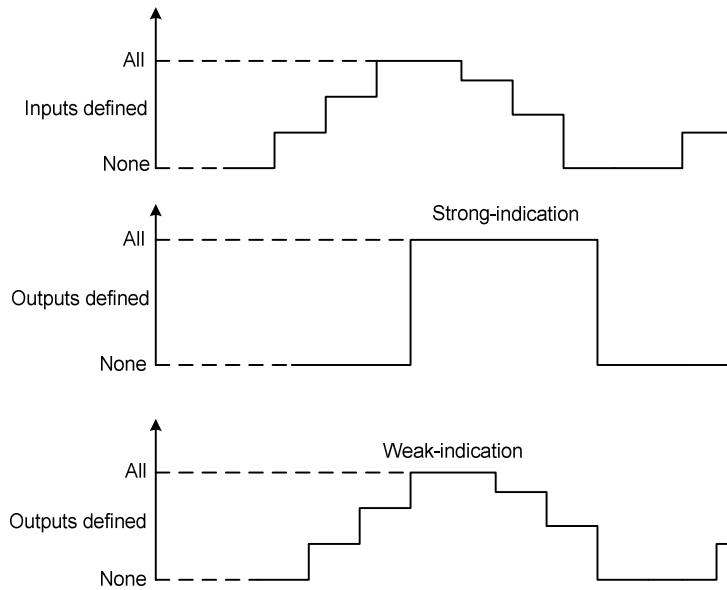 All
Inputs defined
None
Strong-indication
All
Outputs defined
None
Weak-indication
All
Outputs defined
None